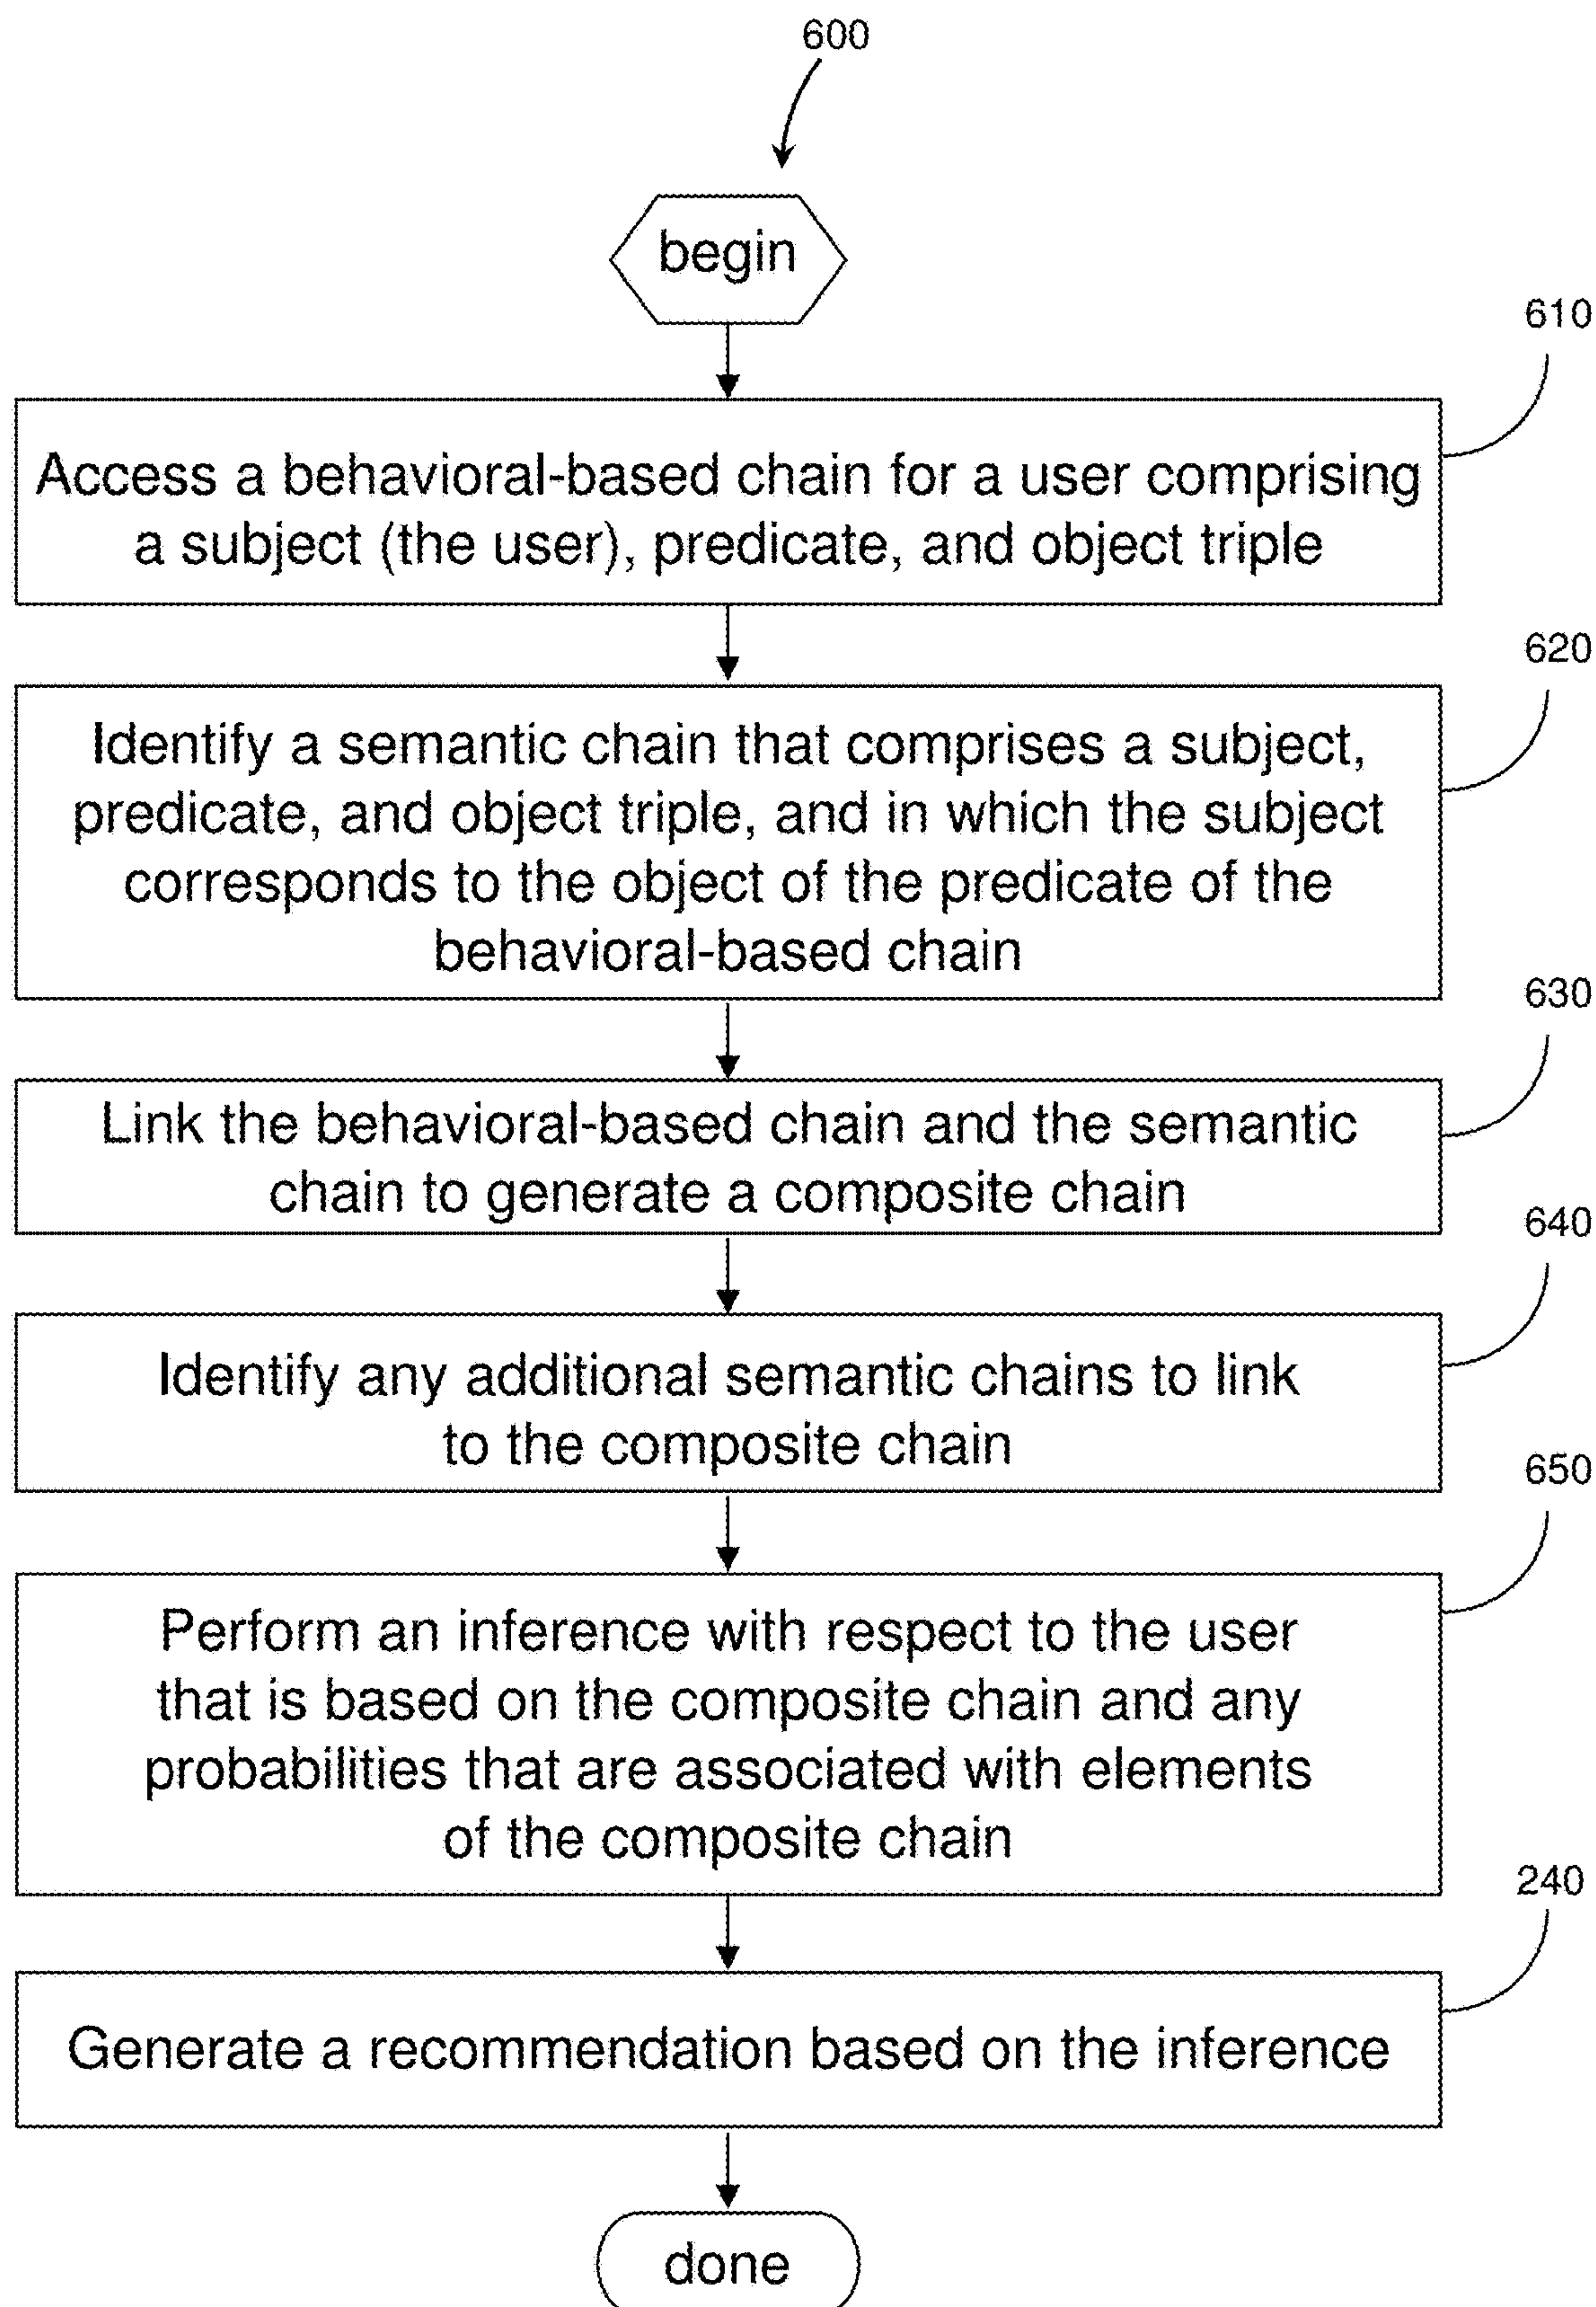 600
begin
610
Access a behavioral-based chain for a user comprising
a subject (the user), predicate, and object triple
620
Identify a semantic chain that comprises a subject,
predicate, and object triple, and in which the subject
corresponds to the object of the predicate of the
behavioral-based chain
630
Link the behavioral-based chain and the semantic
chain to generate a composite chain
640
Identify any additional semantic chains to link
to the composite chain
650
Perform an inference with respect to the user
that is based on the composite chain and any
probabilities that are associated with elements
of the composite chain
240
Generate a recommendation based on the inference
done